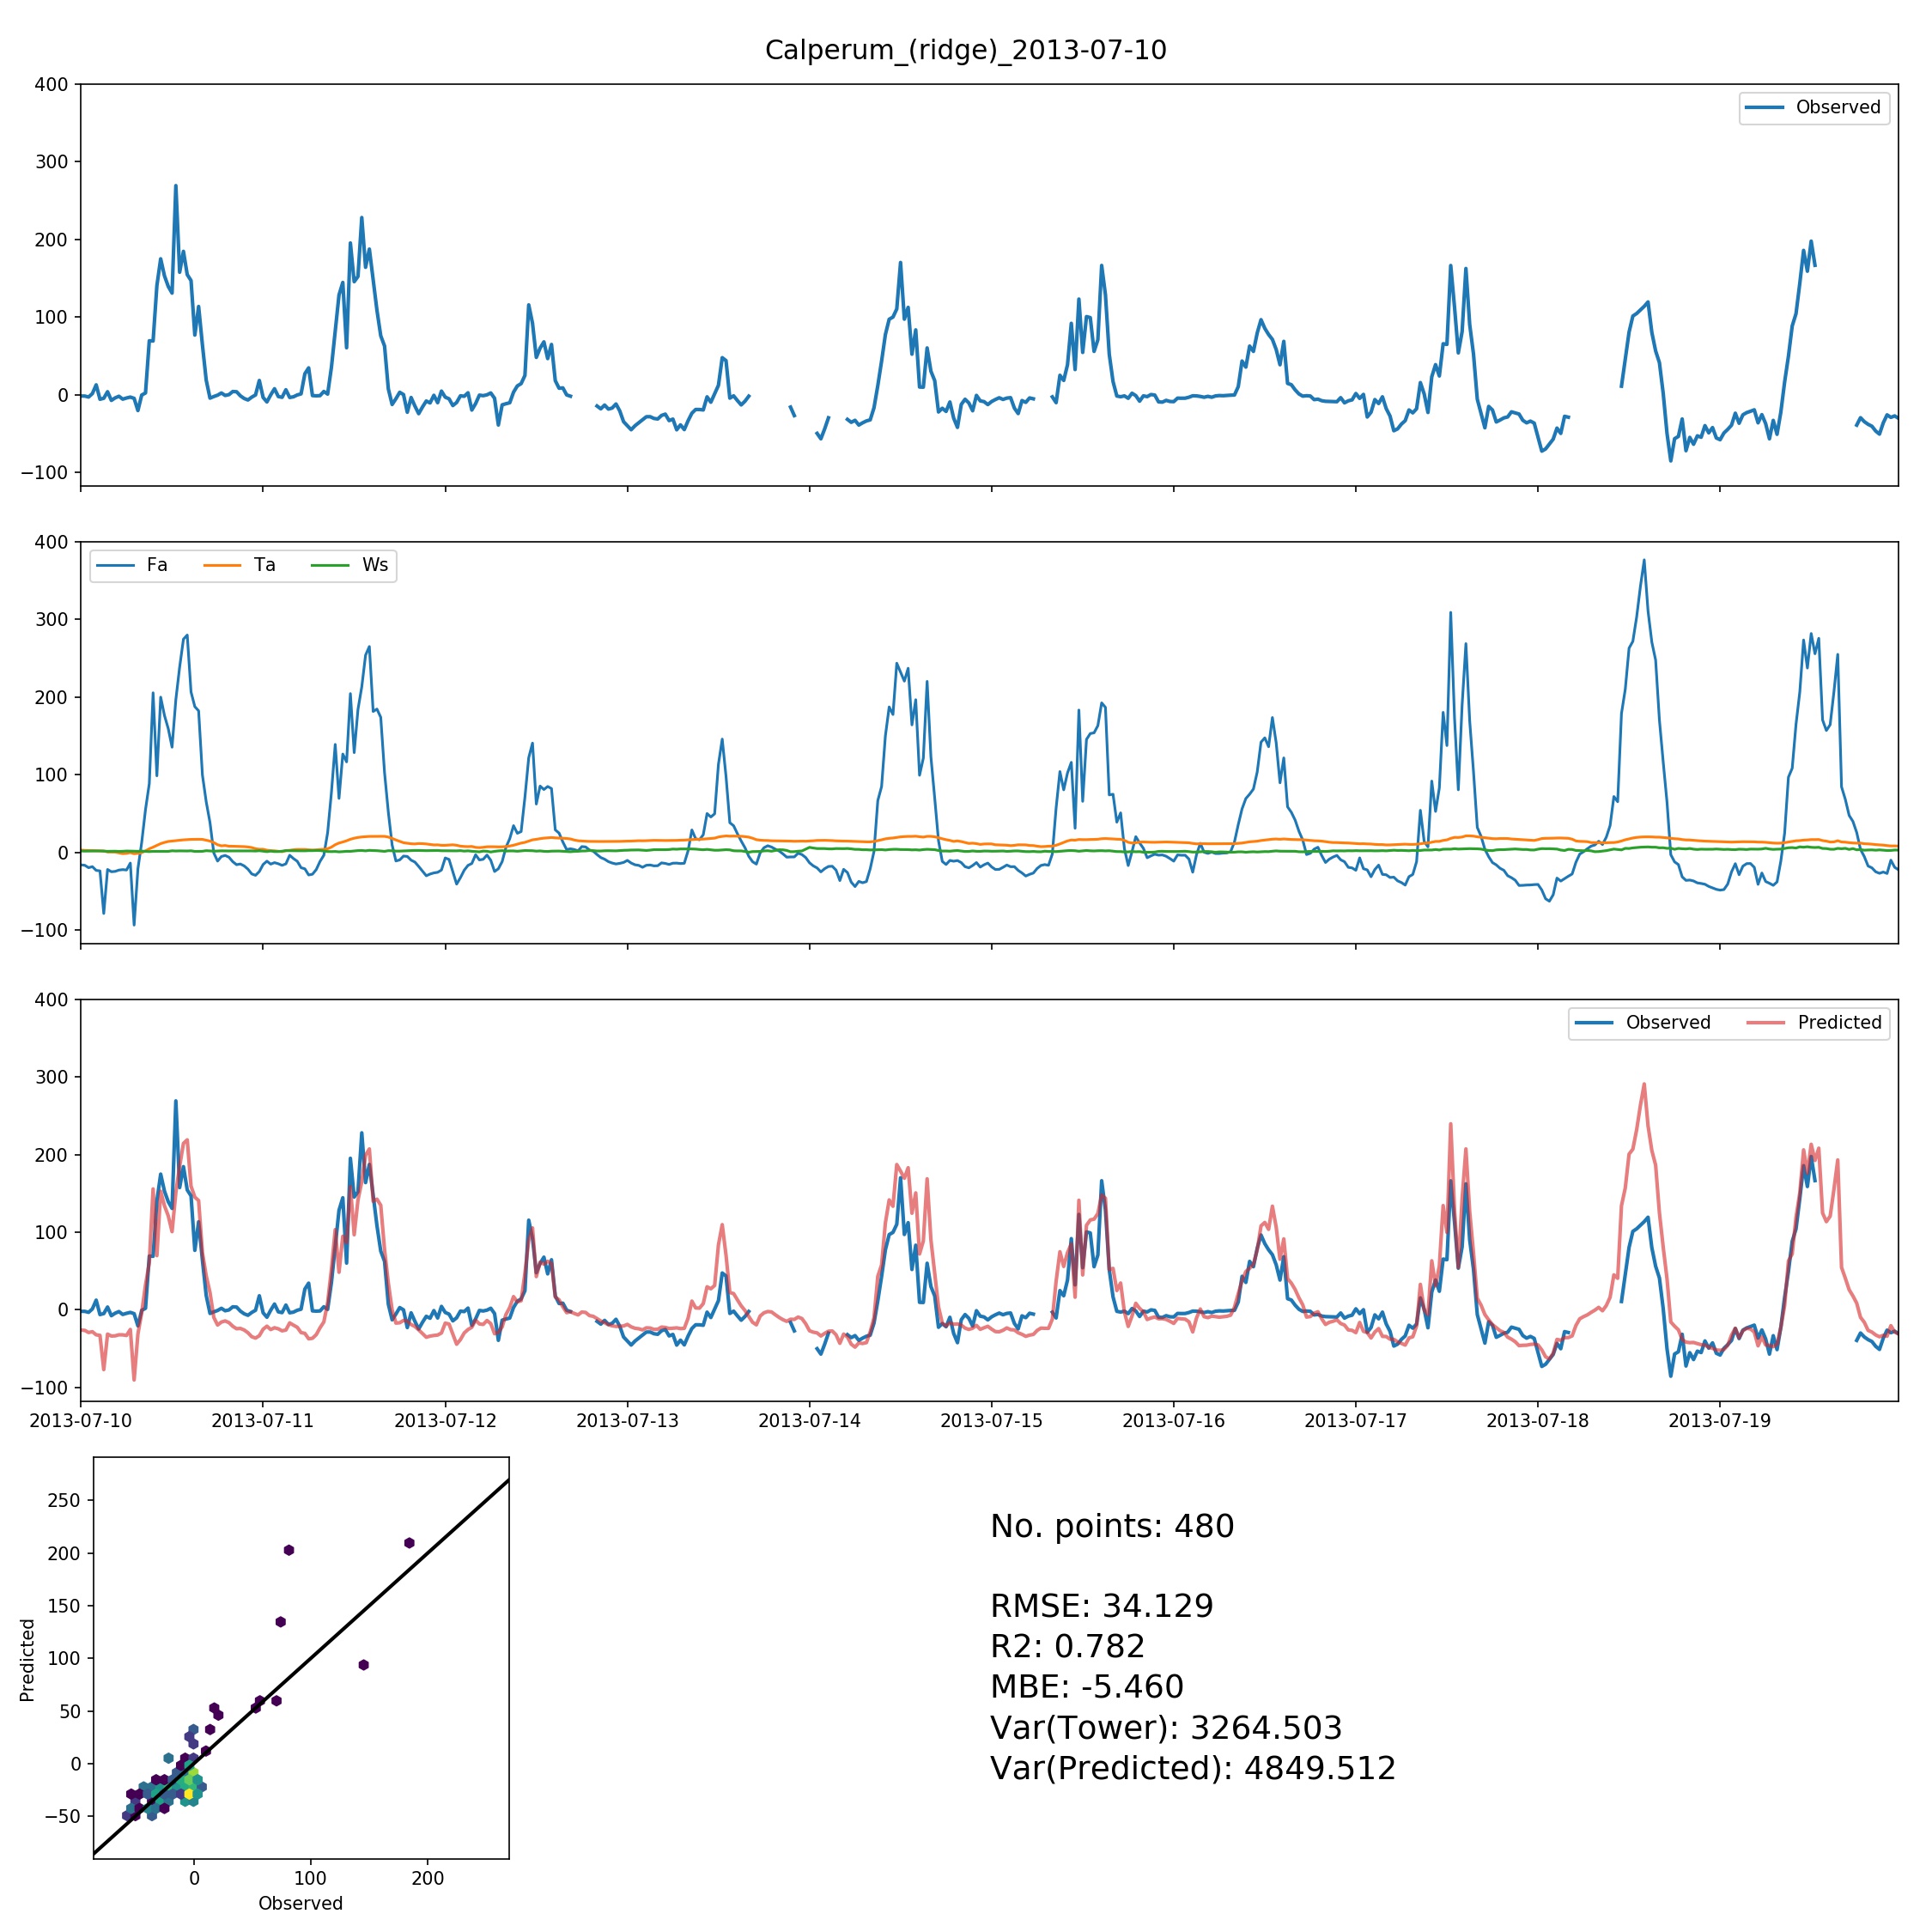 Calperum_(ridge)_2013-07-10
400
300
200
100
0
−100
Observed
400
300
200
100
0
−100
Fa Ta Ws
400
300
200
100
0
−100
Observed Predicted
2013-07-10 2013-07-11 2013-07-12 2013-07-13 2013-07-14 2013-07-15 2013-07-16 2013-07-17 2013-07-18 2013-07-19
250
200
150
100
50
0
−50
Predicted
0 100 200
Observed
No. points: 480
RMSE: 34.129
R2: 0.782
MBE: -5.460
Var(Tower): 3264.503
Var(Predicted): 4849.512